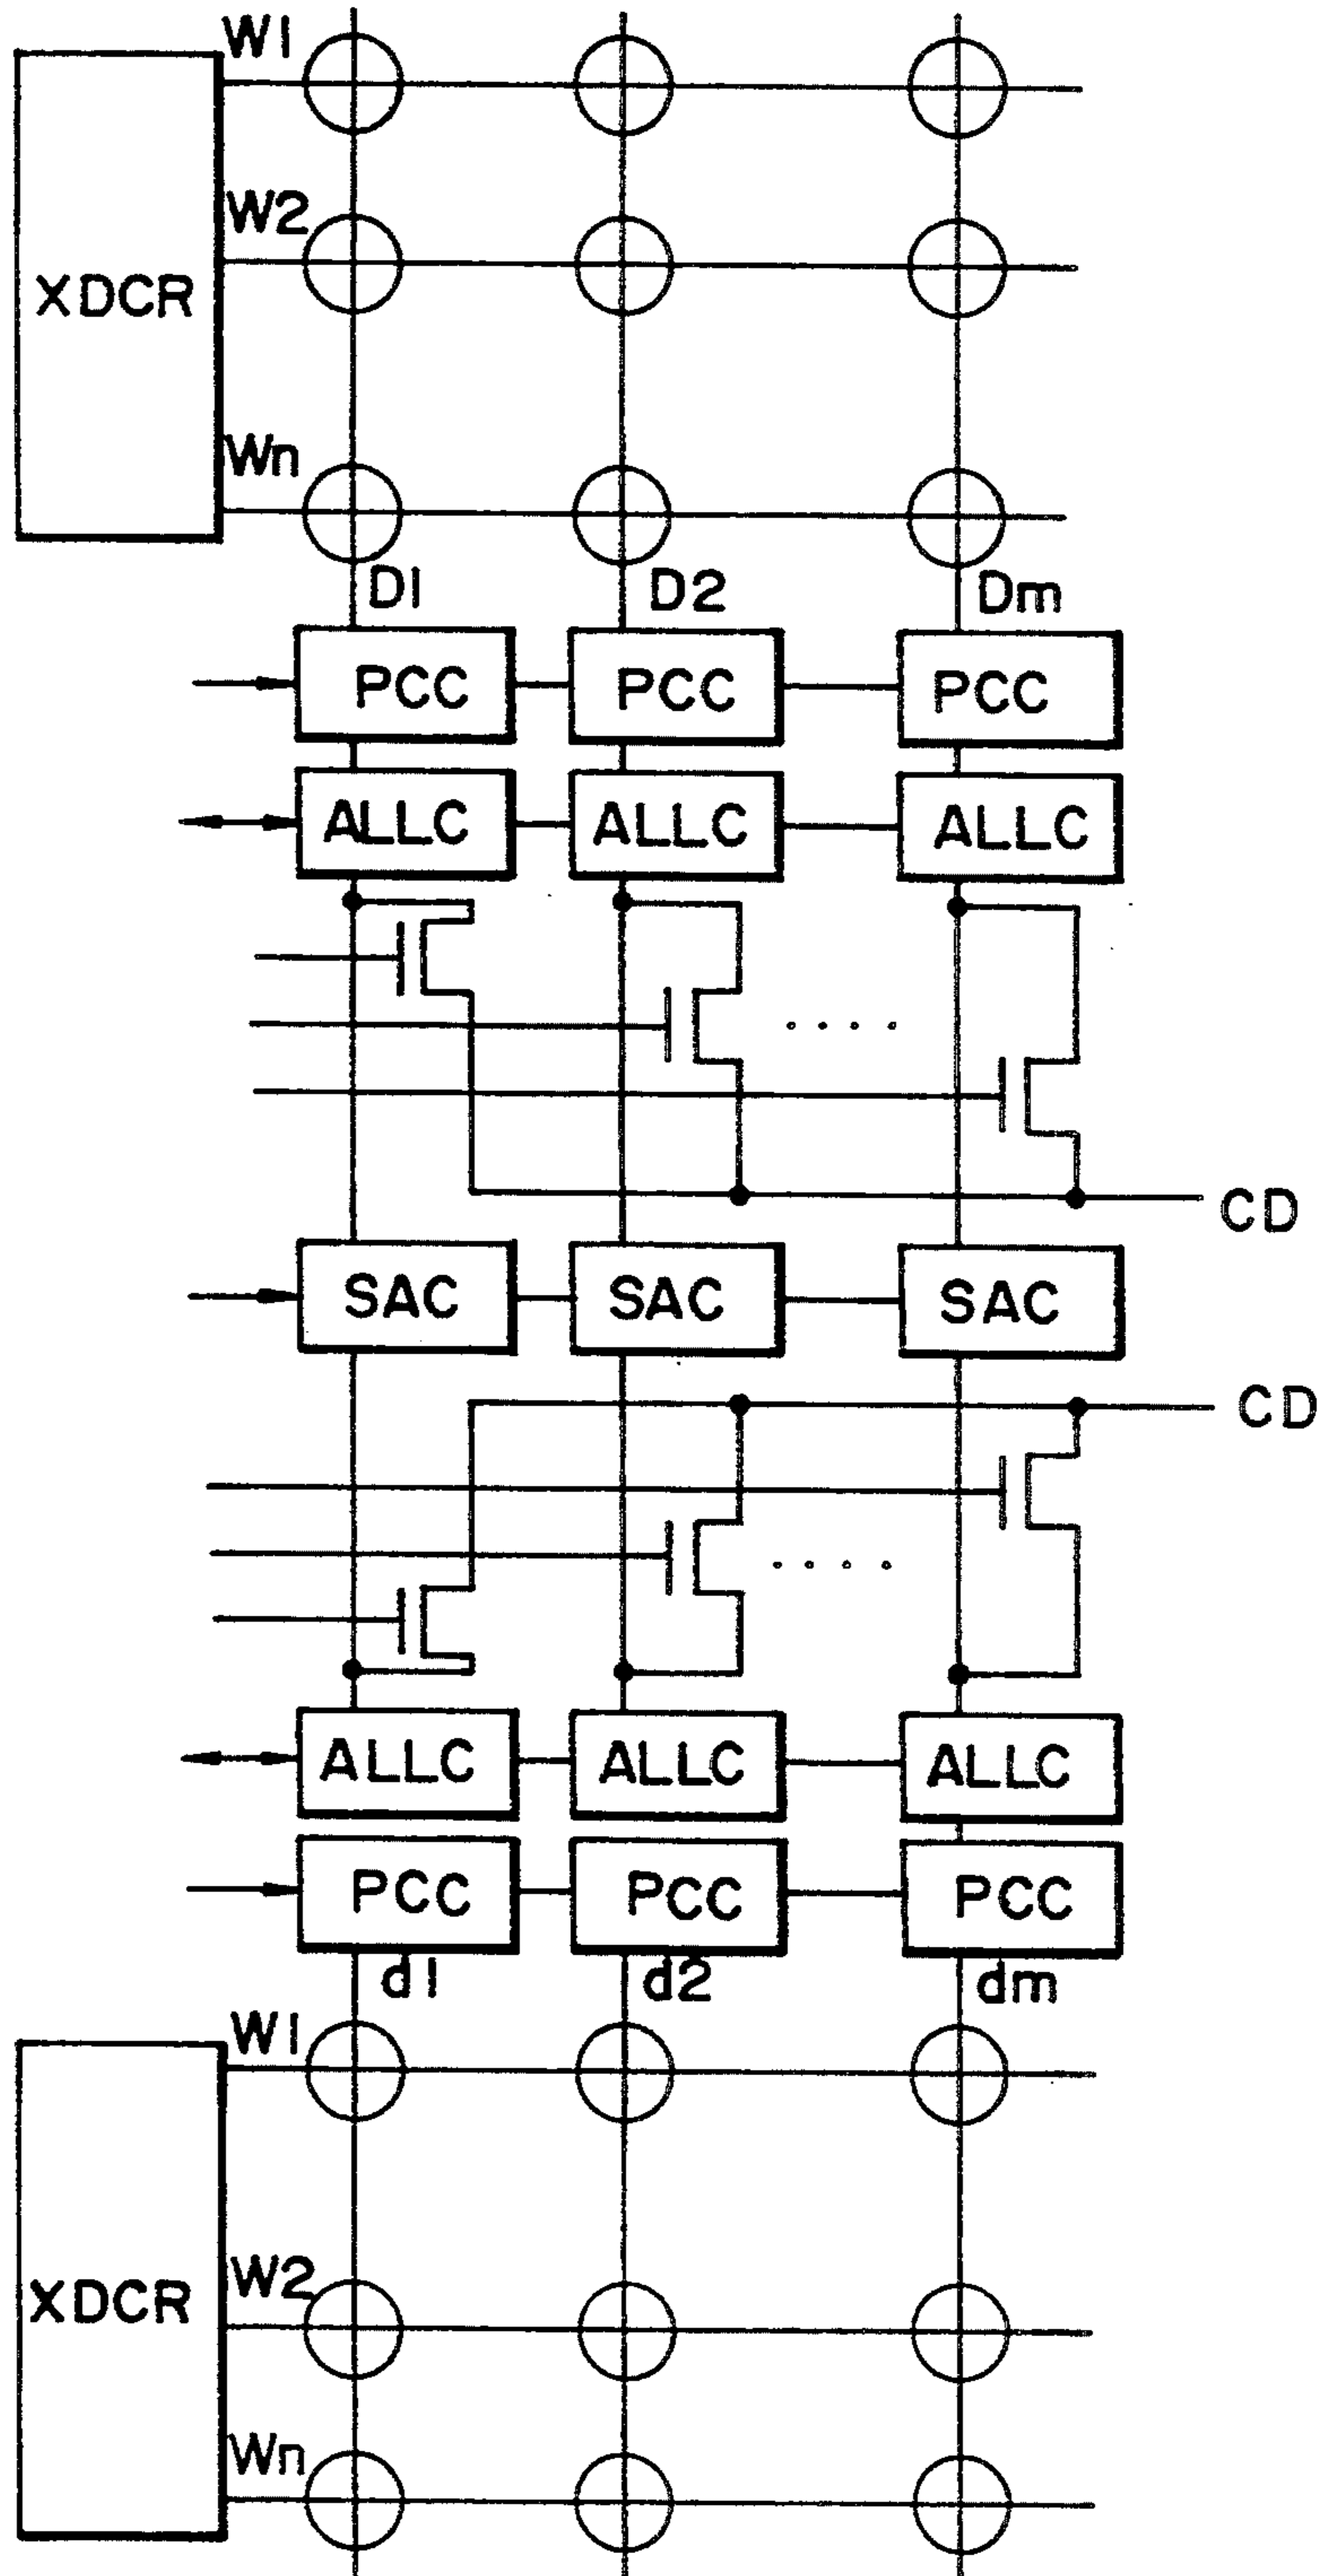 W1
W2
XDCR
Wn
D1 D2 Dm
PCC PCC PCC
ALLC ALLC ALLC
CD
SAC SAC SAC
CD
ALLC ALLC ALLC
PCC PCC PCC
d1 d2 dm
W1
W2
XDCR
Wn